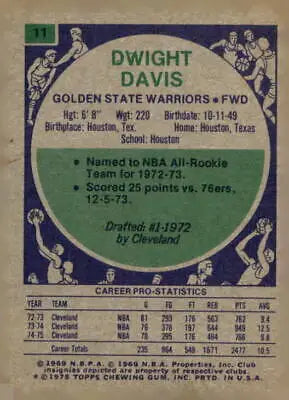 11
DWIGHT
DAVIS
GOLDEN STATE WARRIORS • FWD
Hgt: 6' 8" Wgt: 220 Birthdate: 10-11-49
Birthplace: Houston, Tex. Home: Houston, Texas
School: Houston
• Named to NBA All-Rookie
Team for 1972-73.
• Scored 25 points vs. 76ers,
12-5-73.
Drafted: #1-1972
by Cleveland
CAREER PRO-STATISTICS
YEAR TEAM G FG FT REB PTS AVG
72-73 Cleveland NBA 81 293 176 762 9.4
73-74 Cleveland NBA 76 376 197 949 12.5
74-75 Cleveland NBA 78 295 176 766 9.8
Career Totals 235 964 549 1671 2477 10.5
© 1969 N.B.P.A. © 1969 NBA. Properties, Inc. Club
insignias depicted are property of respective clubs.
© 1975 TOPPS CHEWING GUM, INC. PRTD. IN U.S.A.